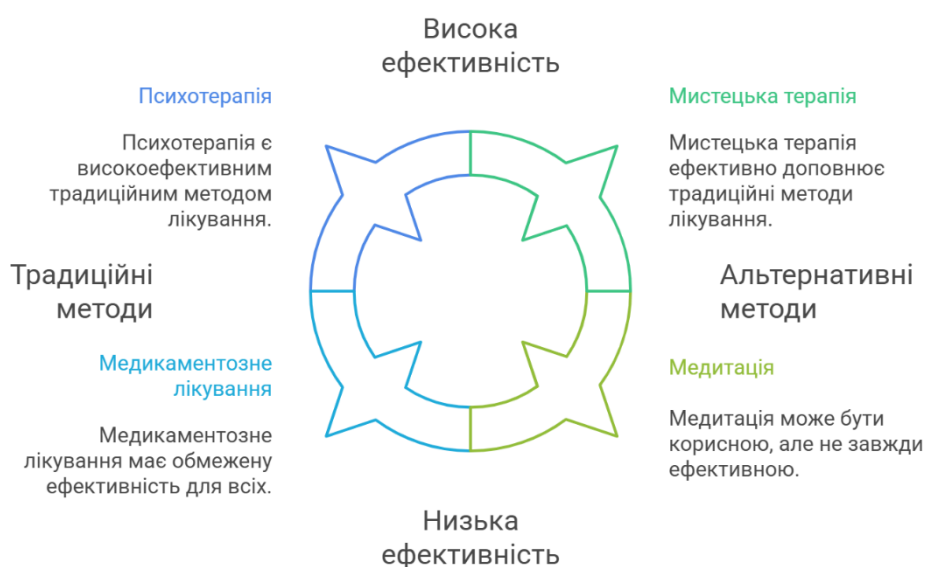 Висока
ефективність
Психотерапія
Психотерапія є
високоефективним
традиційним методом
лікування.
Мистецька терапія
Мистецька терапія
ефективно доповнює
традиційні методи
лікування.
Традиційні
методи
Альтернативні
методи
Медикаментозне
лікування
Медикаментозне
лікування має обмежену
ефективність для всіх.
Медитація
Медитація може бути
корисною, але не завжди
ефективною.
Низька
ефективність